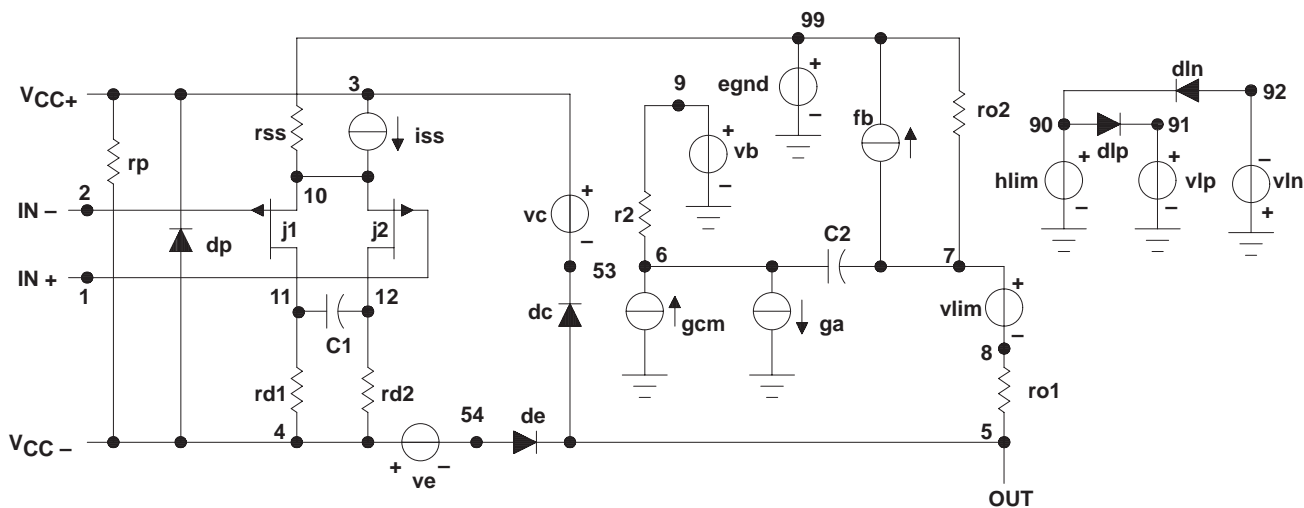 99
VCC+
3
9
egnd
+
−
fb
ro2
dln
92
rss
iss
+
vb
−
90
91
dlp
rp
2
10
IN −
+
hlim
−
+
vlp
−
−
vln
+
j1
j2
dp
+
vc
−
r2
C2
IN +
1
53
6
7
11
12
+
vlim
−
C1
dc
gcm
ga
8
rd1
rd2
ro1
54
de
4
5
VCC −
+
−
ve
OUT